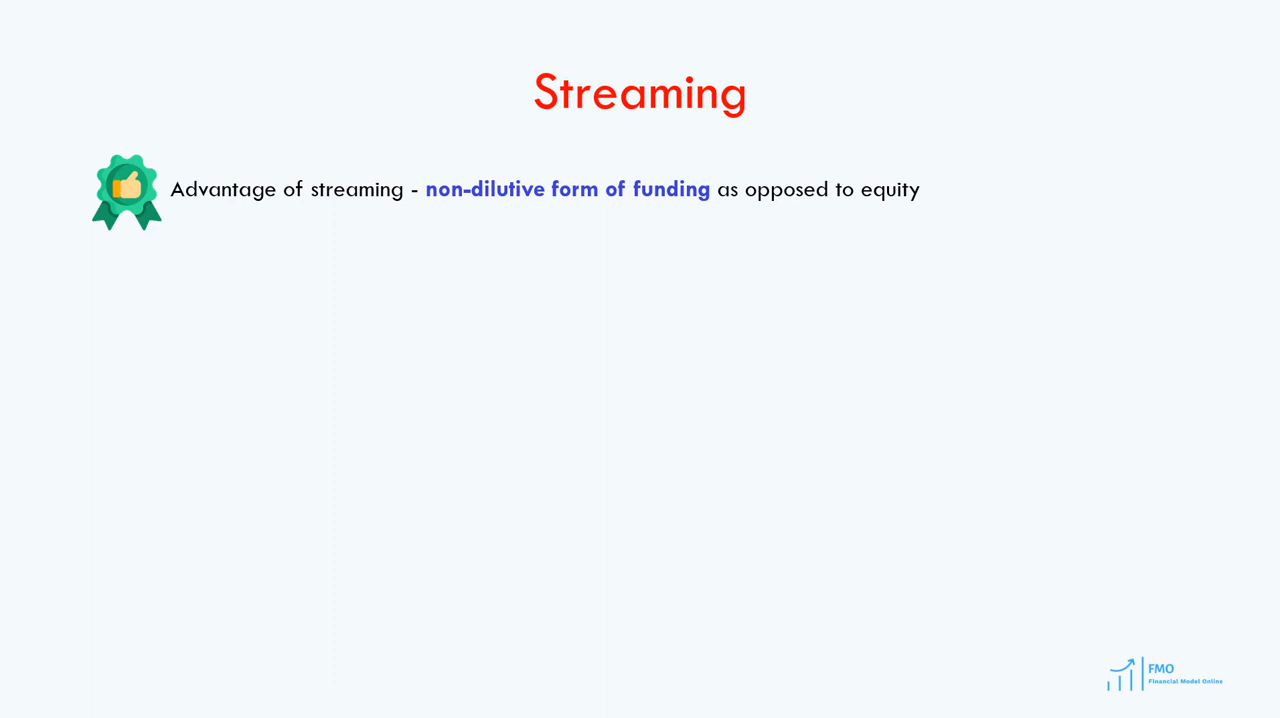 Streaming
Advantage of streaming - non-dilutive form of funding as opposed to equity
FMO
Financial Model Online